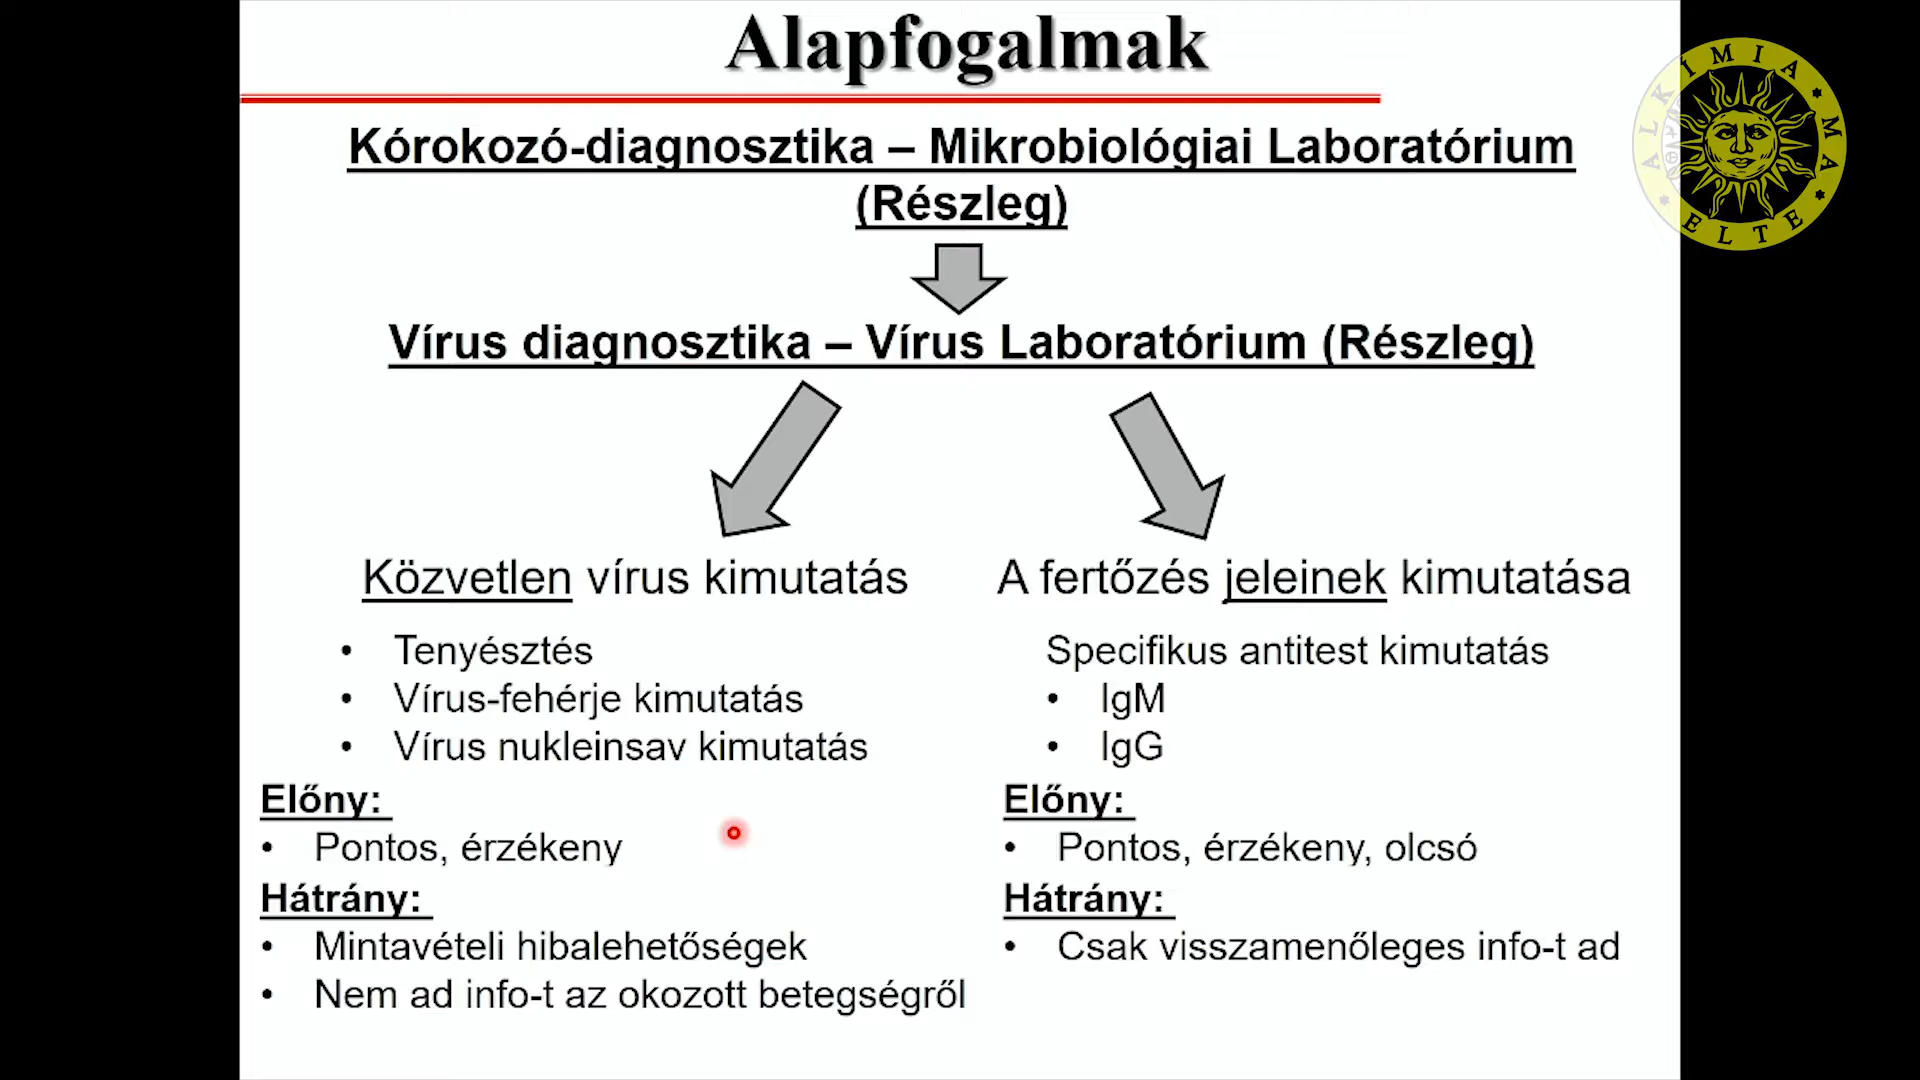 Alapfogalmak
Kórokozó-diagnosztika – Mikrobiológiai Laboratórium
(Részleg)
Vírus diagnosztika – Vírus Laboratórium (Részleg)
Közvetlen vírus kimutatás
• Tenyésztés
• Vírus-fehérje kimutatás
• Vírus nukleinsav kimutatás
Előny:
• Pontos, érzékeny
Hátrány:
• Mintavételi hibalehetőségek
• Nem ad info-t az okozott betegségről
A fertőzés jeleinek kimutatása
Specifikus antitest kimutatás
• IgM
• IgG
Előny:
• Pontos, érzékeny, olcsó
Hátrány:
• Csak visszamenőleges info-t ad
ALKÍMIA MA
ELTE